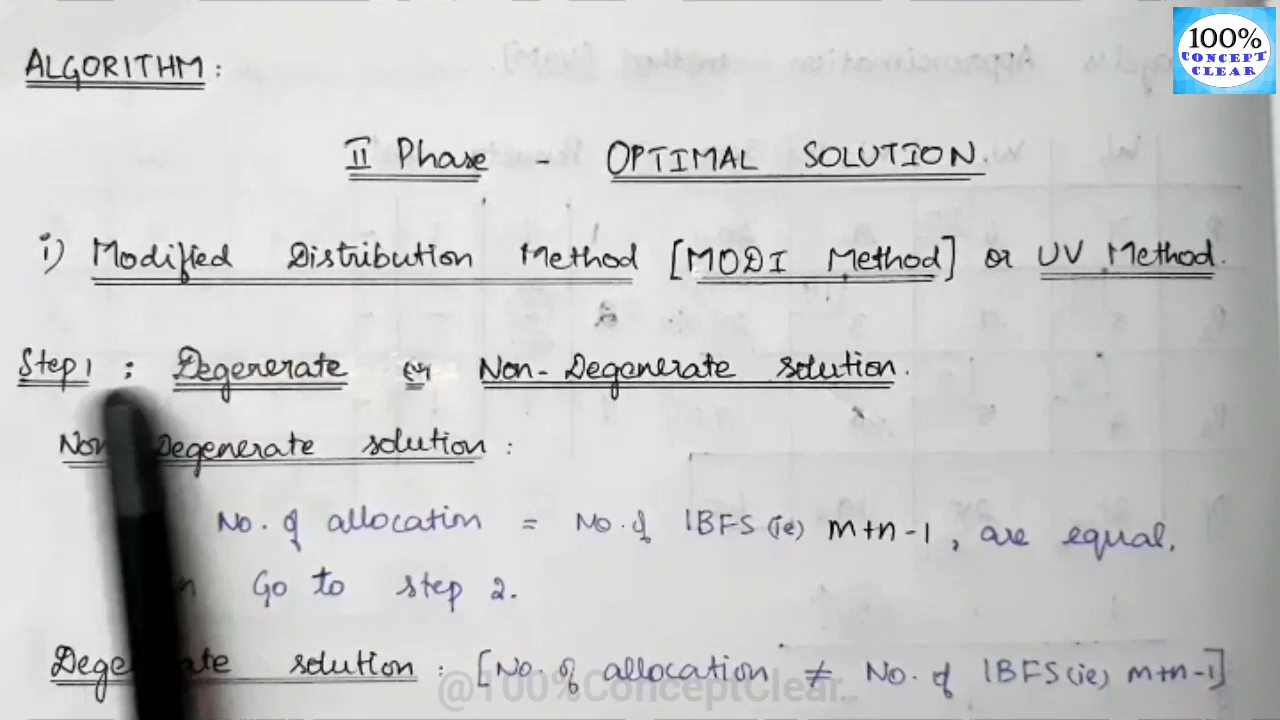 100%
CONCEPT
CLEAR
ALGORITHM:
II Phase - OPTIMAL SOLUTION.
i) Modified Distribution Method [MODI Method] or UV Method.
Step 1 : Degenerate or Non-Degenerate solution.
Non Degenerate solution :
No. of allocation = No. of IBFS (ie) m+n-1, are equal.
Go to step 2.
Degenerate solution : [No. of allocation ≠ No. of IBFS (ie) m+n-1]
@100%ConceptClear